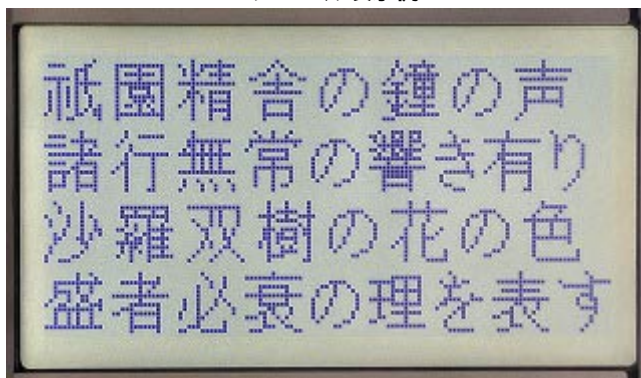 祇園精舎の鐘の声
諸行無常の響き有り
沙羅双樹の花の色
盛者必衰の理を表す